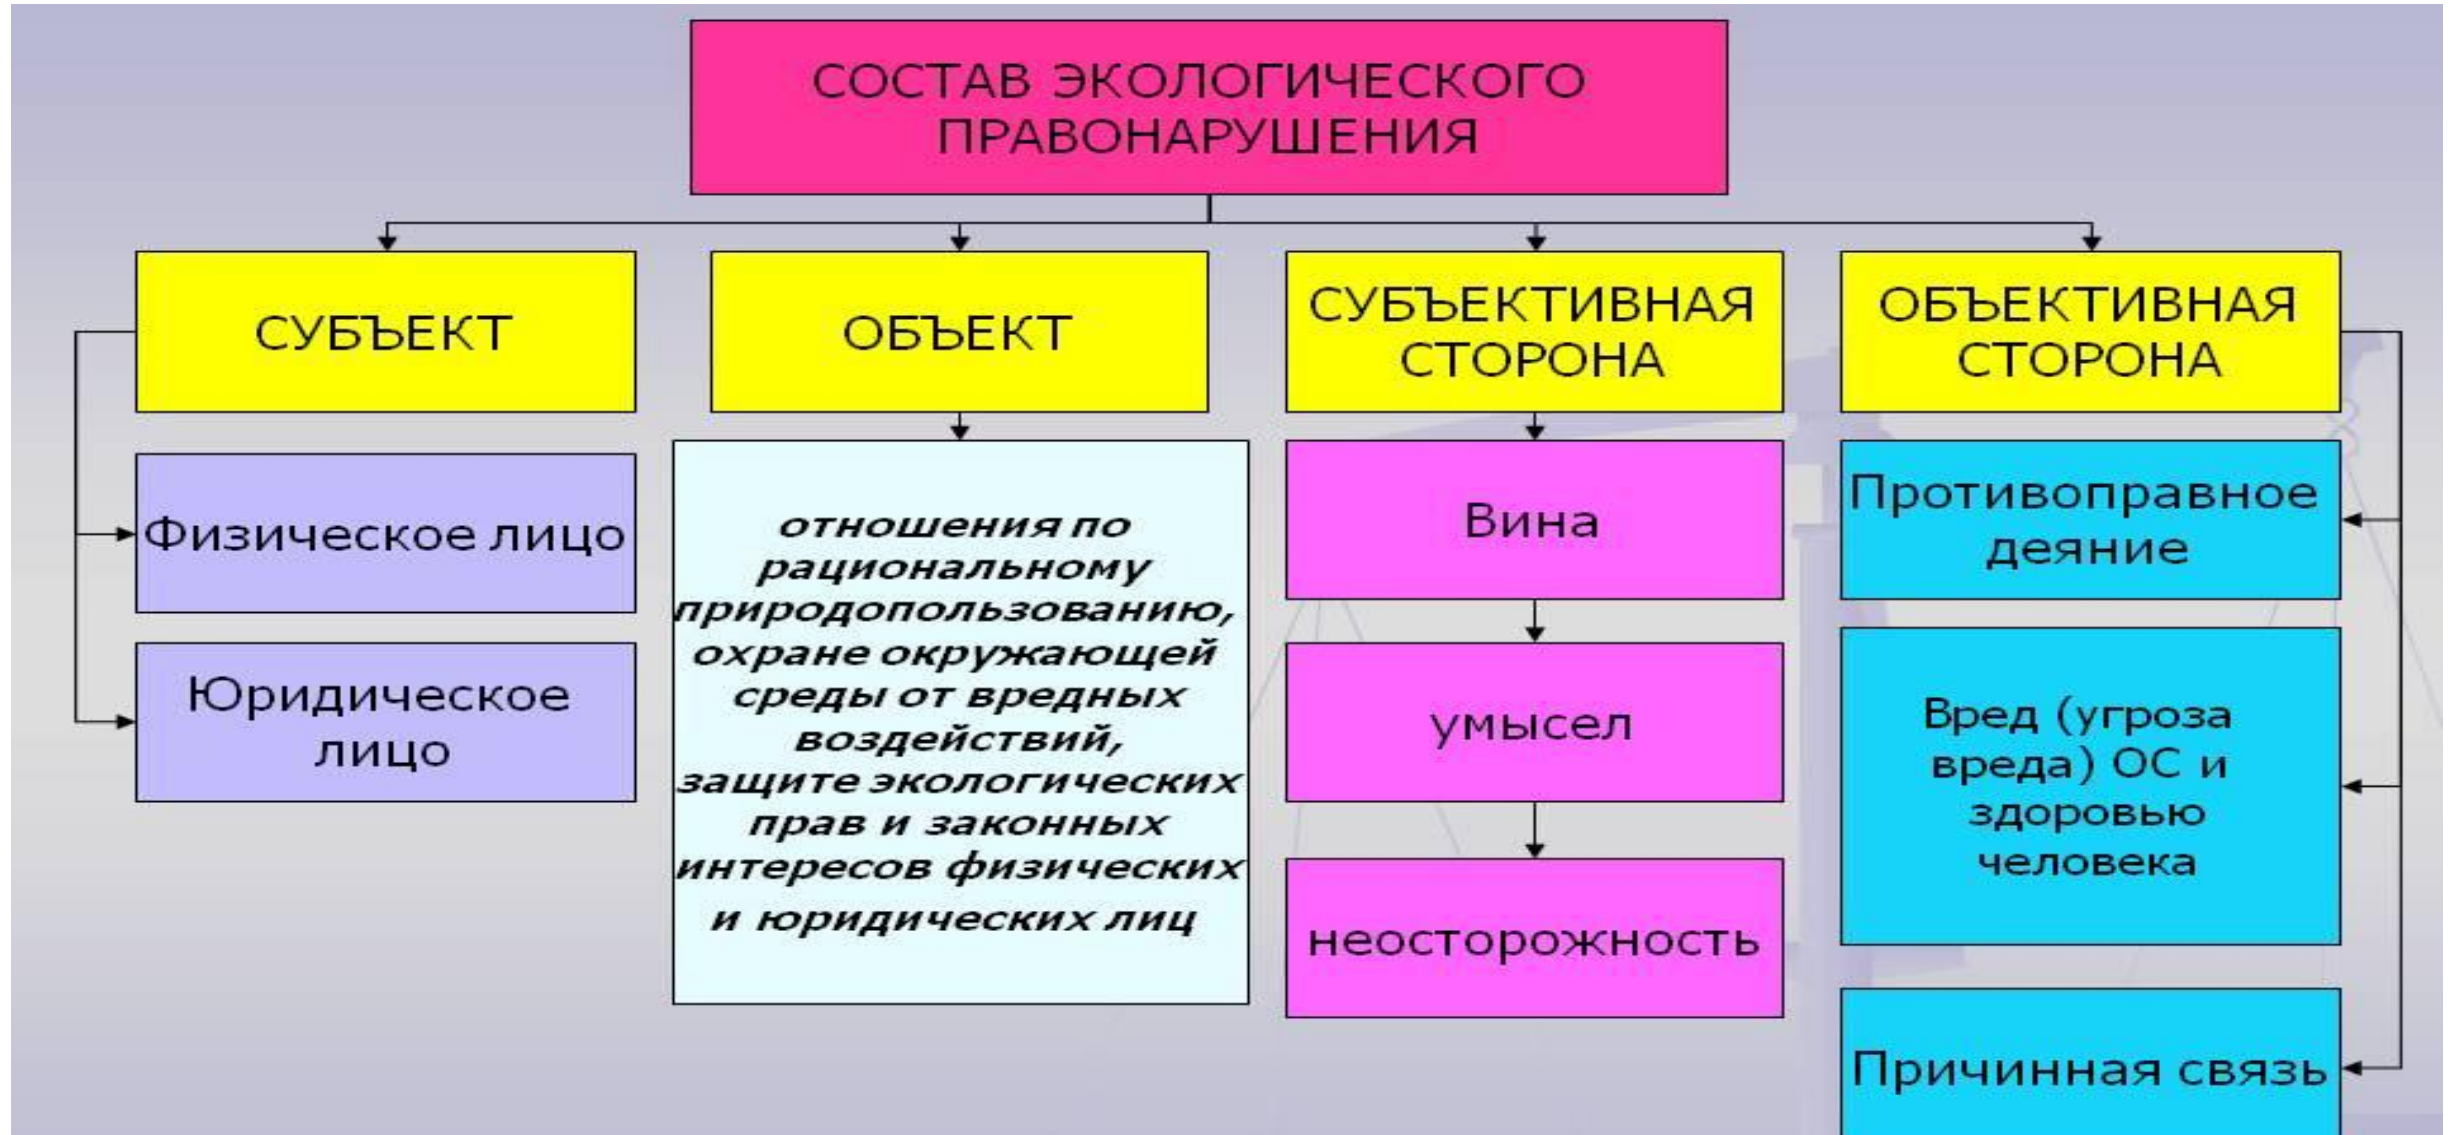 СОСТАВ ЭКОЛОГИЧЕСКОГО
ПРАВОНАРУШЕНИЯ
СУБЪЕКТ
Физическое лицо
Юридическое
лицо
ОБЪЕКТ
отношения по
рациональному
природопользованию,
охране окружающей
среды от вредных
воздействий,
защите экологических
прав и законных
интересов физических
и юридических лиц
СУБЪЕКТИВНАЯ
СТОРОНА
Вина
умысел
неосторожность
ОБЪЕКТИВНАЯ
СТОРОНА
Противоправное
деяние
Вред (угроза
вреда) ОС и
здоровью
человека
Причинная связь